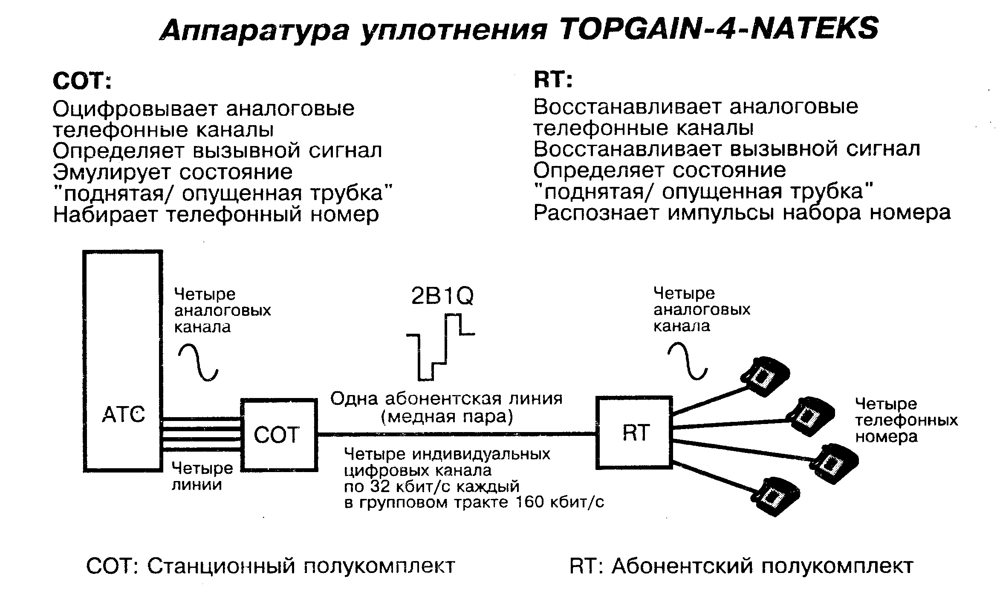 Аппаратура уплотнения TOPGAIN-4-NATEKS
COT:
Оцифровывает аналоговые
телефонные каналы
Определяет вызывной сигнал
Эмулирует состояние
"поднятая/ опущенная трубка"
Набирает телефонный номер
RT:
Восстанавливает аналоговые
телефонные каналы
Восстанавливает вызывной сигнал
Определяет состояние
"поднятая/ опущенная трубка"
Распознает импульсы набора номера
Четыре
аналоговых
канала
2B1Q
Четыре
аналоговых
канала
АТС
COT
Одна абонентская линия
(медная пара)
RT
Четыре
телефонных
номера
Четыре
линии
Четыре индивидуальных
цифровых канала
по 32 кбит/с каждый
в групповом тракте 160 кбит/с
COT: Станционный полукомплект
RT: Абонентский полукомплект